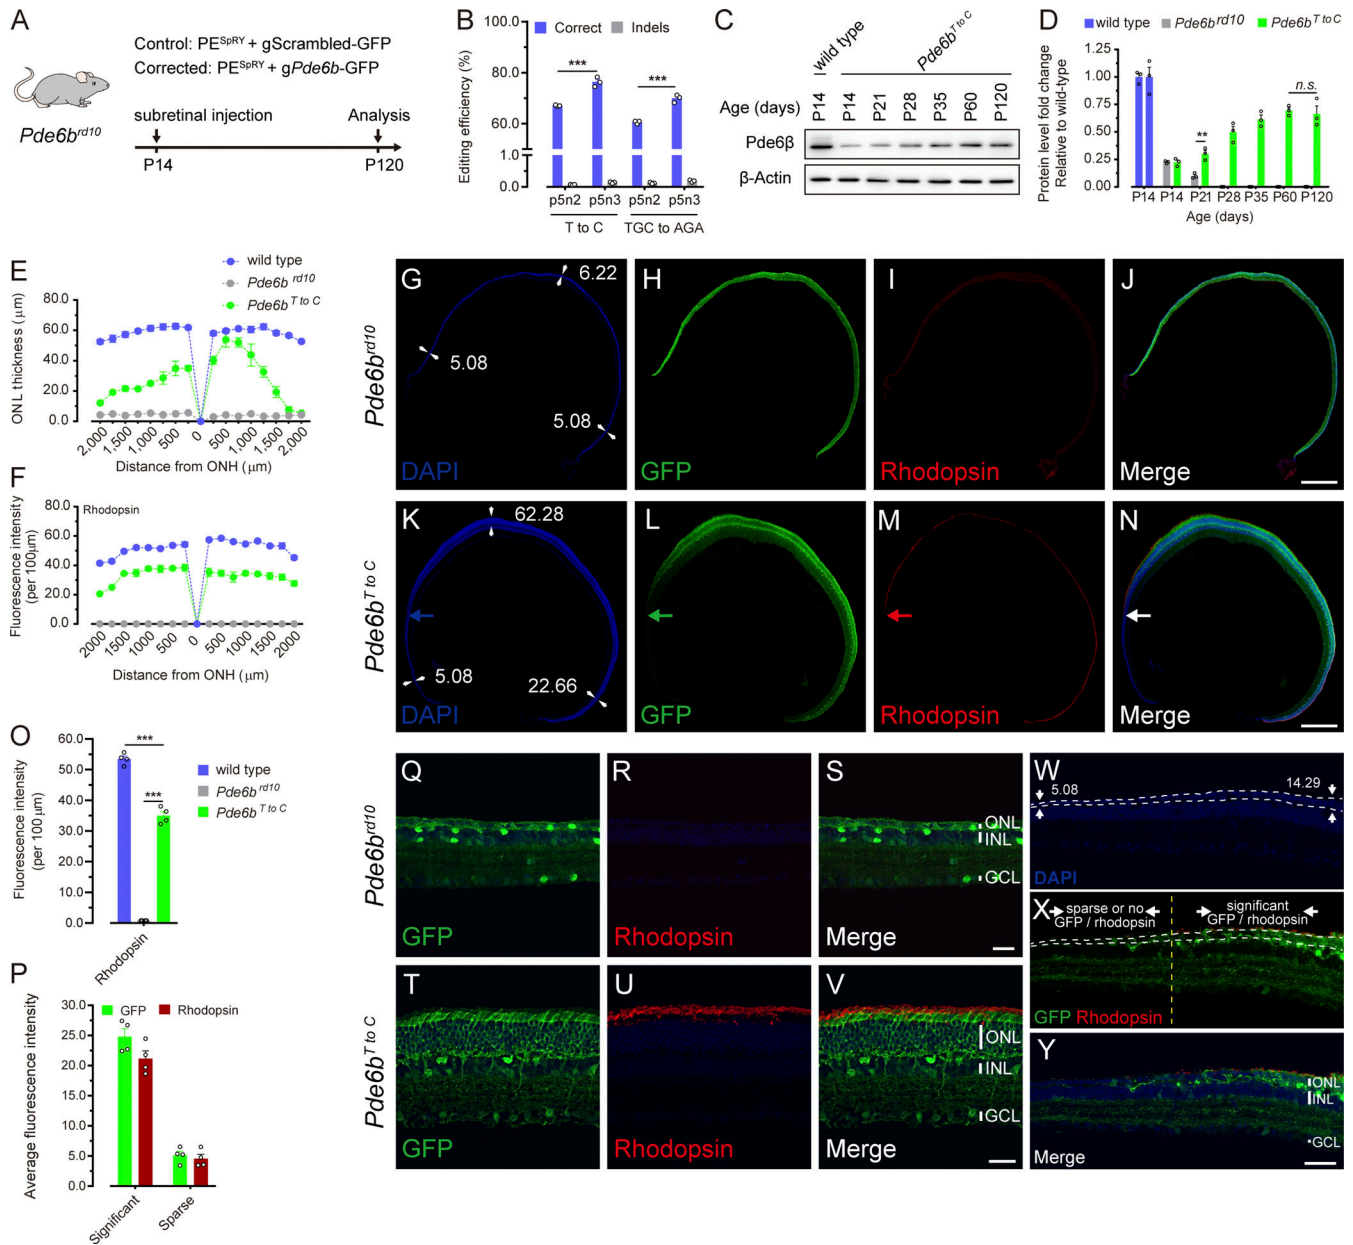 A
Control: PE^SpRY + gScrambled-GFP
Corrected: PE^SpRY + gPde6b-GFP
subretinal injection
Analysis
P14
P120
Pde6b^rd10
B
Correct
Indels
Editing efficiency (%)
100.0
80.0
60.0
40.0
20.0
1.0
0.0
***
***
p5n2 p5n3 p5n2 p5n3
T to C
TGC to AGA
C
wild type
Pde6b^T to C
Age (days)
P14 P14 P21 P28 P35 P60 P120
Pde6β
β-Actin
D
wild type
Pde6b^rd10
Pde6b^T to C
Protein level fold change
Relative to wild-type
1.25
1.00
0.75
0.50
0.25
0.00
**
n.s.
P14 P14 P21 P28 P35 P60 P120
Age (days)
E
wild type
Pde6b^rd10
Pde6b^T to C
ONL thickness (μm)
80.0
60.0
40.0
20.0
0.0
2,000 1,500 1,000 500 0 500 1,000 1,500 2,000
Distance from ONH (μm)
F
Rhodopsin
Fluorescence intensity
(per 100μm)
80.0
60.0
40.0
20.0
0.0
2000 1500 1000 500 0 500 1000 1500 2000
Distance from ONH (μm)
Pde6b^rd10
G
6.22
5.08
5.08
DAPI
H
GFP
I
Rhodopsin
J
Merge
Pde6b^T to C
K
62.28
5.08
22.66
DAPI
L
GFP
M
Rhodopsin
N
Merge
O
Fluorescence intensity
(per 100 μm)
60.0
50.0
40.0
30.0
20.0
10.0
0.0
***
***
wild type
Pde6b^rd10
Pde6b^T to C
Rhodopsin
P
GFP
Rhodopsin
Average fluorescence intensity
30.0
25.0
20.0
15.0
10.0
5.0
0.0
Significant
Sparse
Pde6b^rd10
Q
GFP
R
Rhodopsin
S
ONL
INL
GCL
Merge
Pde6b^T to C
T
GFP
U
Rhodopsin
V
ONL
INL
GCL
Merge
W
5.08
14.29
DAPI
X
sparse or no
GFP / rhodopsin
significant
GFP / rhodopsin
GFP Rhodopsin
Y
ONL
INL
GCL
Merge